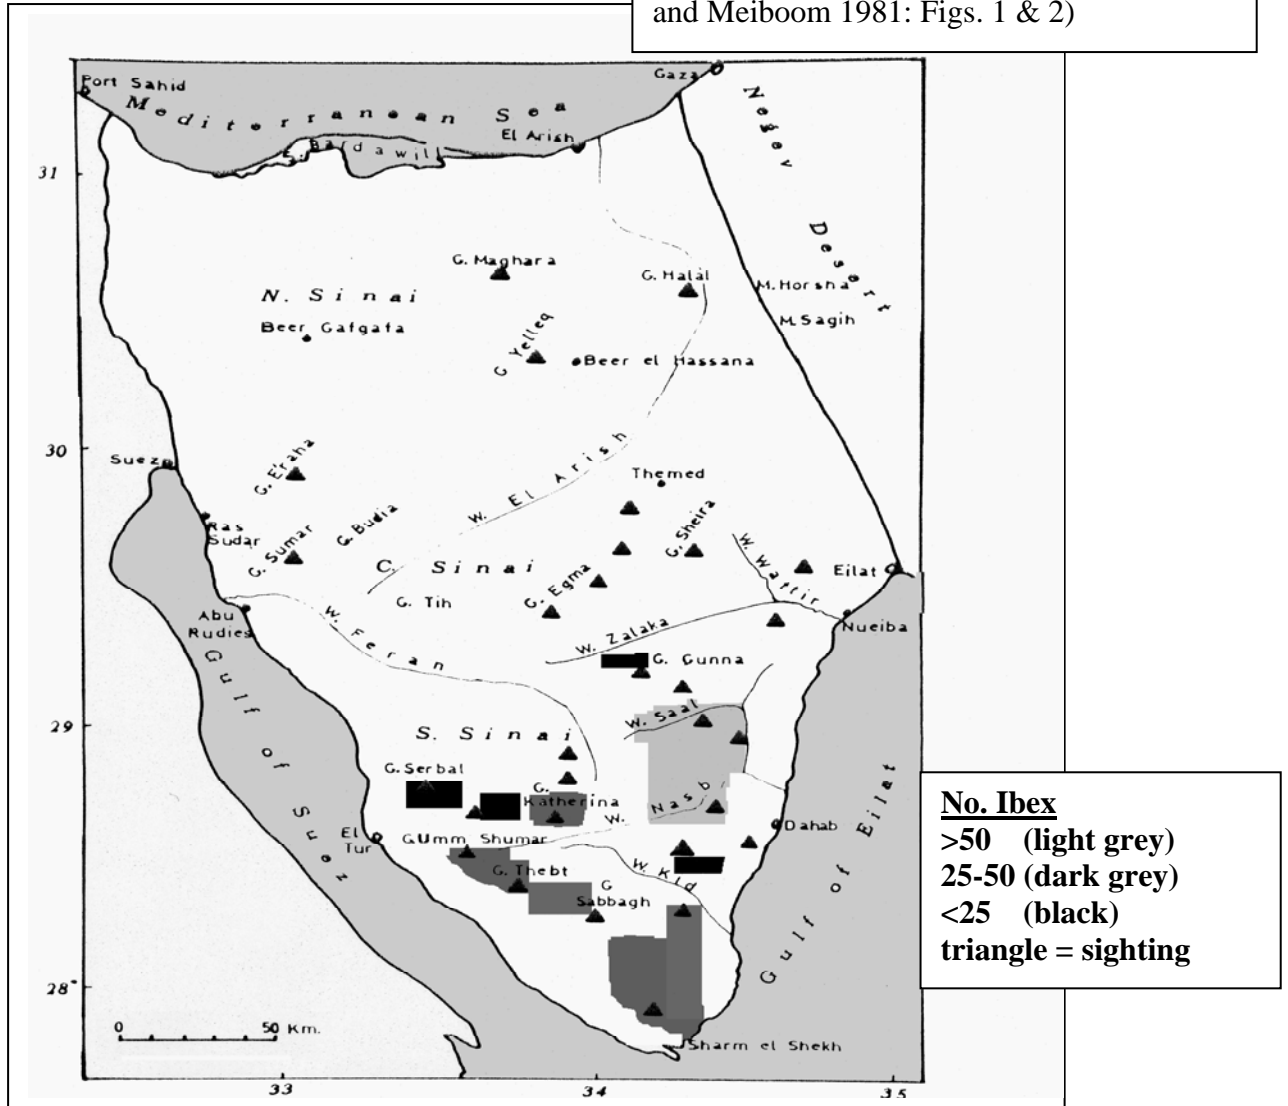 and Meiboom 1981: Figs. 1 & 2)
Gaza
Port Sahid
Mediterranean Sea
Negev Desert
El Arish
Bardawill
31
G. Maghara
G. Halal
M. Horsha
N. Sinai
M. Sagih
Beer Gafgafa
G. Yelleq
Beer el Hassana
30
Suez
G. Eraha
W. El Arish
Themed
Ras
Sudar
G. Sumar
G. Budia
G. Sheira
W. Wattir
C. Sinai
Eilat
G. Egma
G. Tih
Abu
Rudies
W. Feran
W. Zalaka
Nueiba
G. Gunna
Gulf of Suez
29
S. Sinai
W. Saal
G. Serbal
G.
Katherina
W. Nasb
El
Tur
G. Umm Shumar
Dahab
G. Thebt
W. Kid
G
Sabbagh
Gulf of Eilat
28°
0 50 Km.
Sharm el Shekh
33 34 35
No. Ibex
>50 (light grey)
25-50 (dark grey)
<25 (black)
triangle = sighting